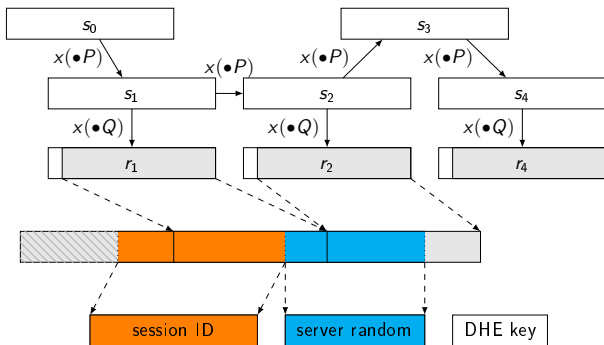 s₀
s₃
x(•P)
x(•P)
x(•P)
x(•P)
s₁
s₂
s₄
x(•Q)
x(•Q)
x(•Q)
r₁
r₂
r₄
session ID
server random
DHE key